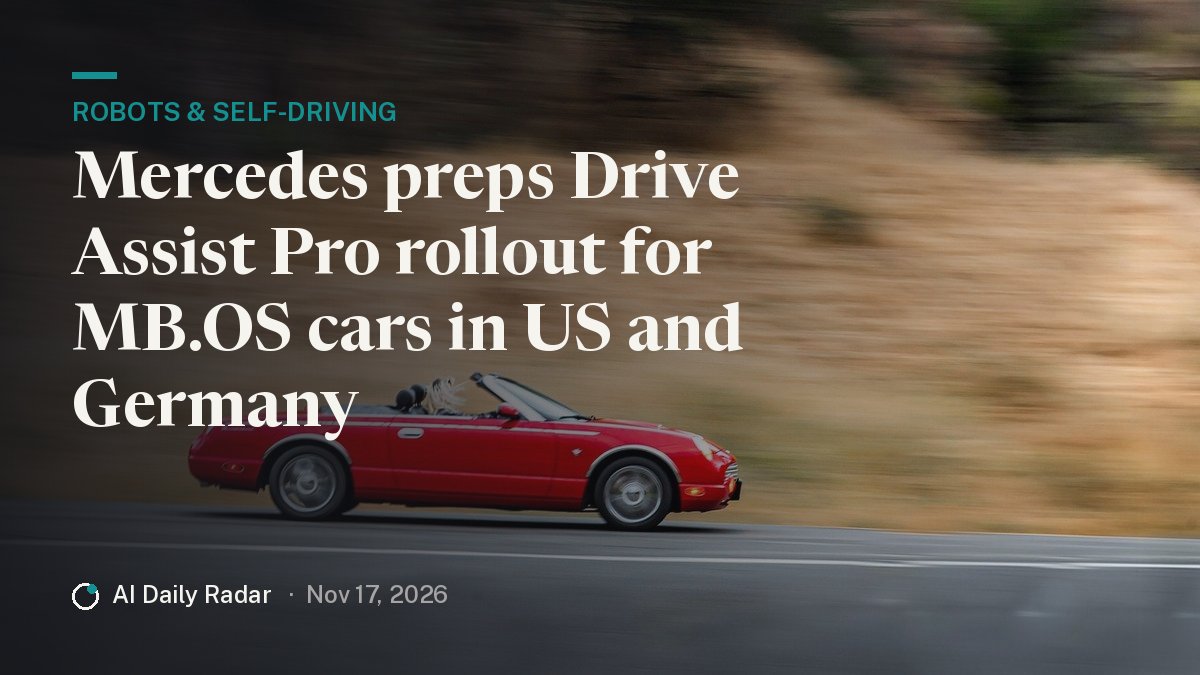 ROBOTS & SELF-DRIVING
Mercedes preps Drive
Assist Pro rollout for
MB.OS cars in US and
Germany
AI Daily Radar · Nov 17, 2026